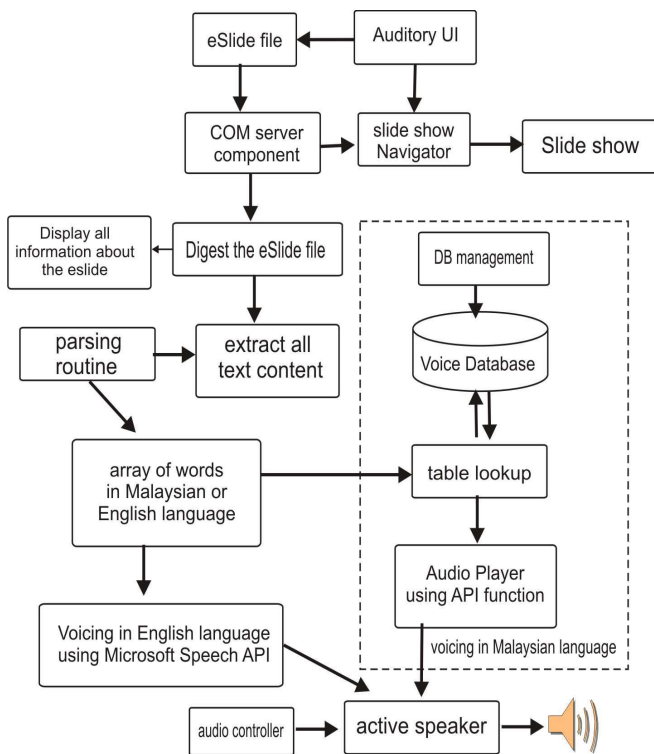 eSlide file
Auditory UI
COM server
component
slide show
Navigator
Slide show
Display all
information about
the eslide
Digest the eSlide file
DB management
parsing
routine
extract all
text content
Voice Database
array of words
in Malaysian or
English language
table lookup
Audio Player
using API function
Voicing in English language
using Microsoft Speech API
voicing in Malaysian language
audio controller
active speaker